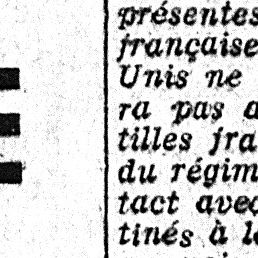 présentes
française
Unis ne
ra pas a
tilles fra
du régim
tact avec
tinés à l